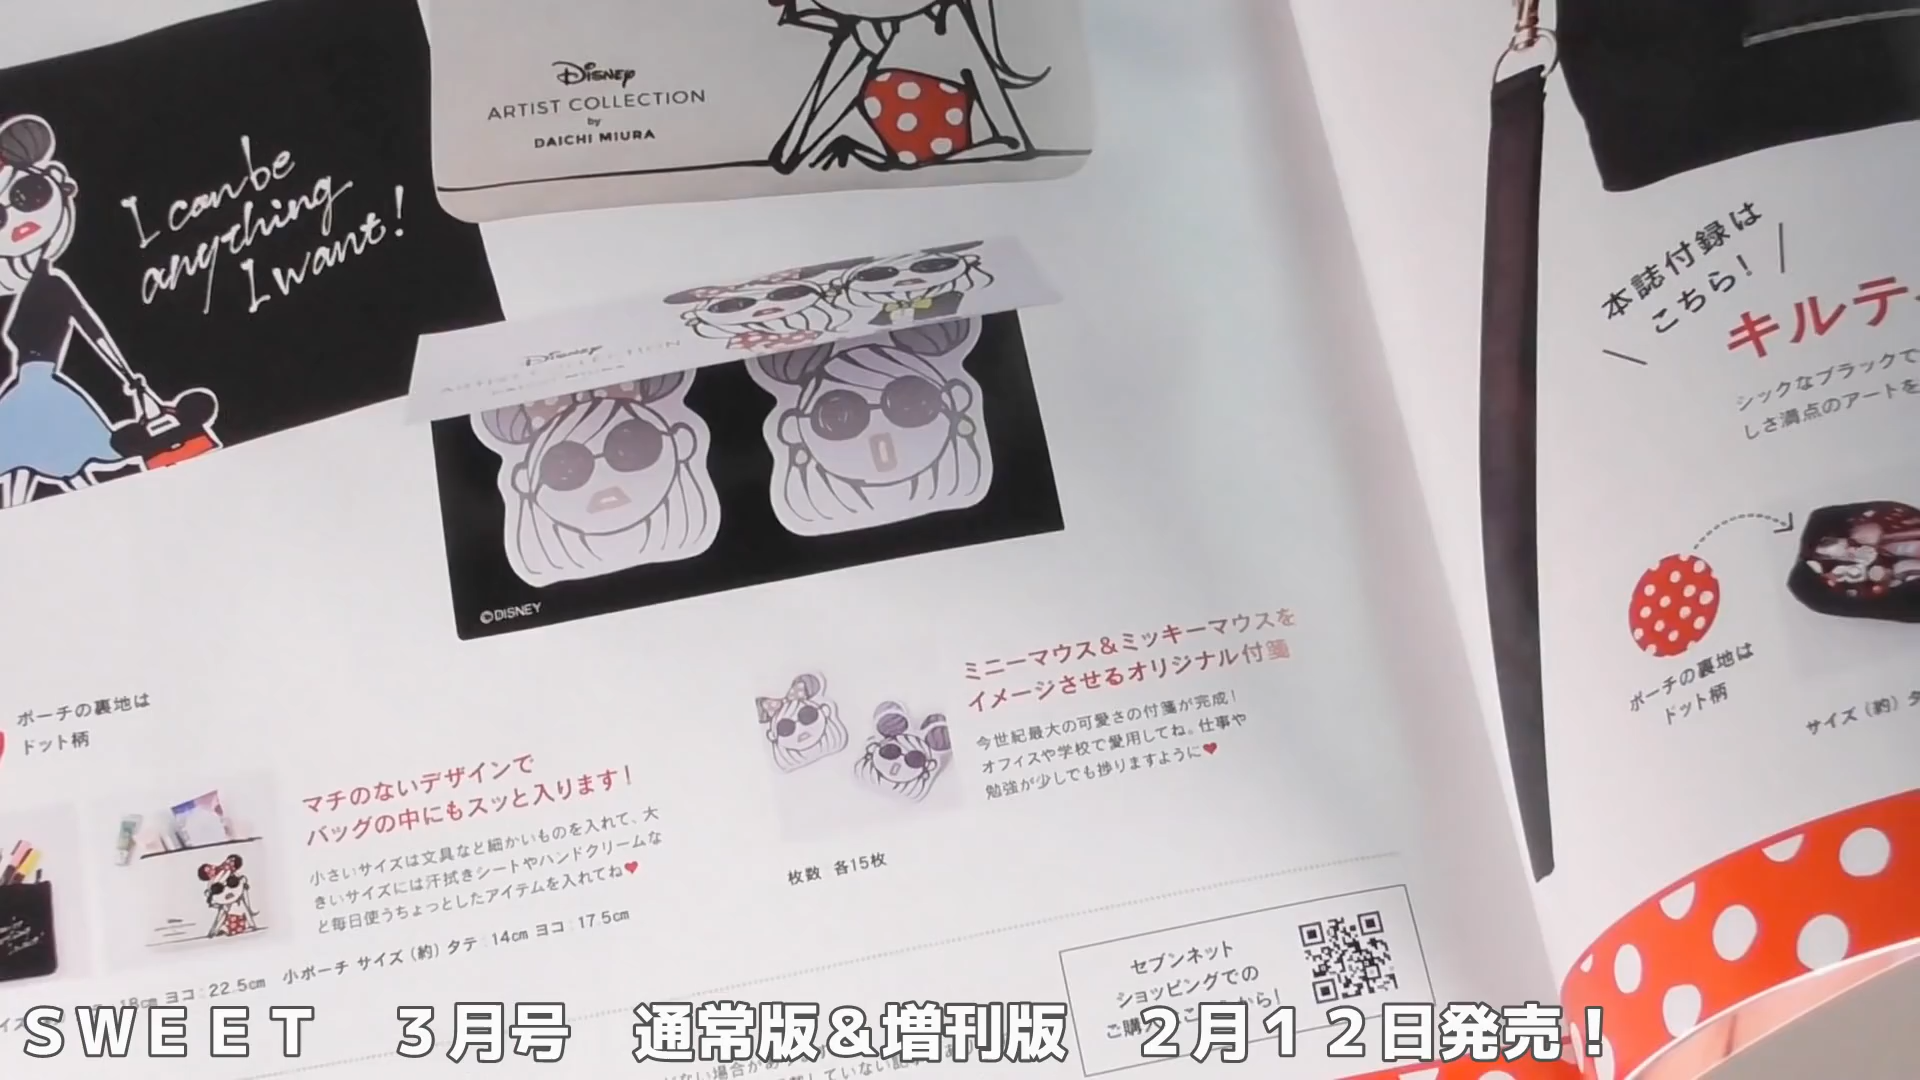 Disney
ARTIST COLLECTION
by
DAICHI MIURA
I can be
anything
I want!
Disney
ARTIST COLLECTION
©DISNEY
ポーチの裏地は
ドット柄
マチのないデザインで
バッグの中にもスッと入ります!
小さいサイズは文具など細かいものを入れて、大
きいサイズには汗拭きシートやハンドクリームな
ど毎日使うちょっとしたアイテムを入れてね♥
18cm ヨコ:22.5cm 小ポーチ サイズ(約) タテ:14cm ヨコ:17.5cm
ミニーマウス&ミッキーマウスを
イメージさせるオリジナル付箋
今世紀最大の可愛さの付箋が完成!
オフィスや学校で愛用してね。仕事や
勉強が少しでも捗りますように♥
枚数 各15枚
セブンネット
ショッピングでの
ご購入
から!
本誌付録は
こちら!
キルテ
シックなブラックで
しさ満点のアートを
ポーチの裏地は
ドット柄
サイズ(約) タ
SWEET 3月号 通常版&増刊版 2月12日発売!